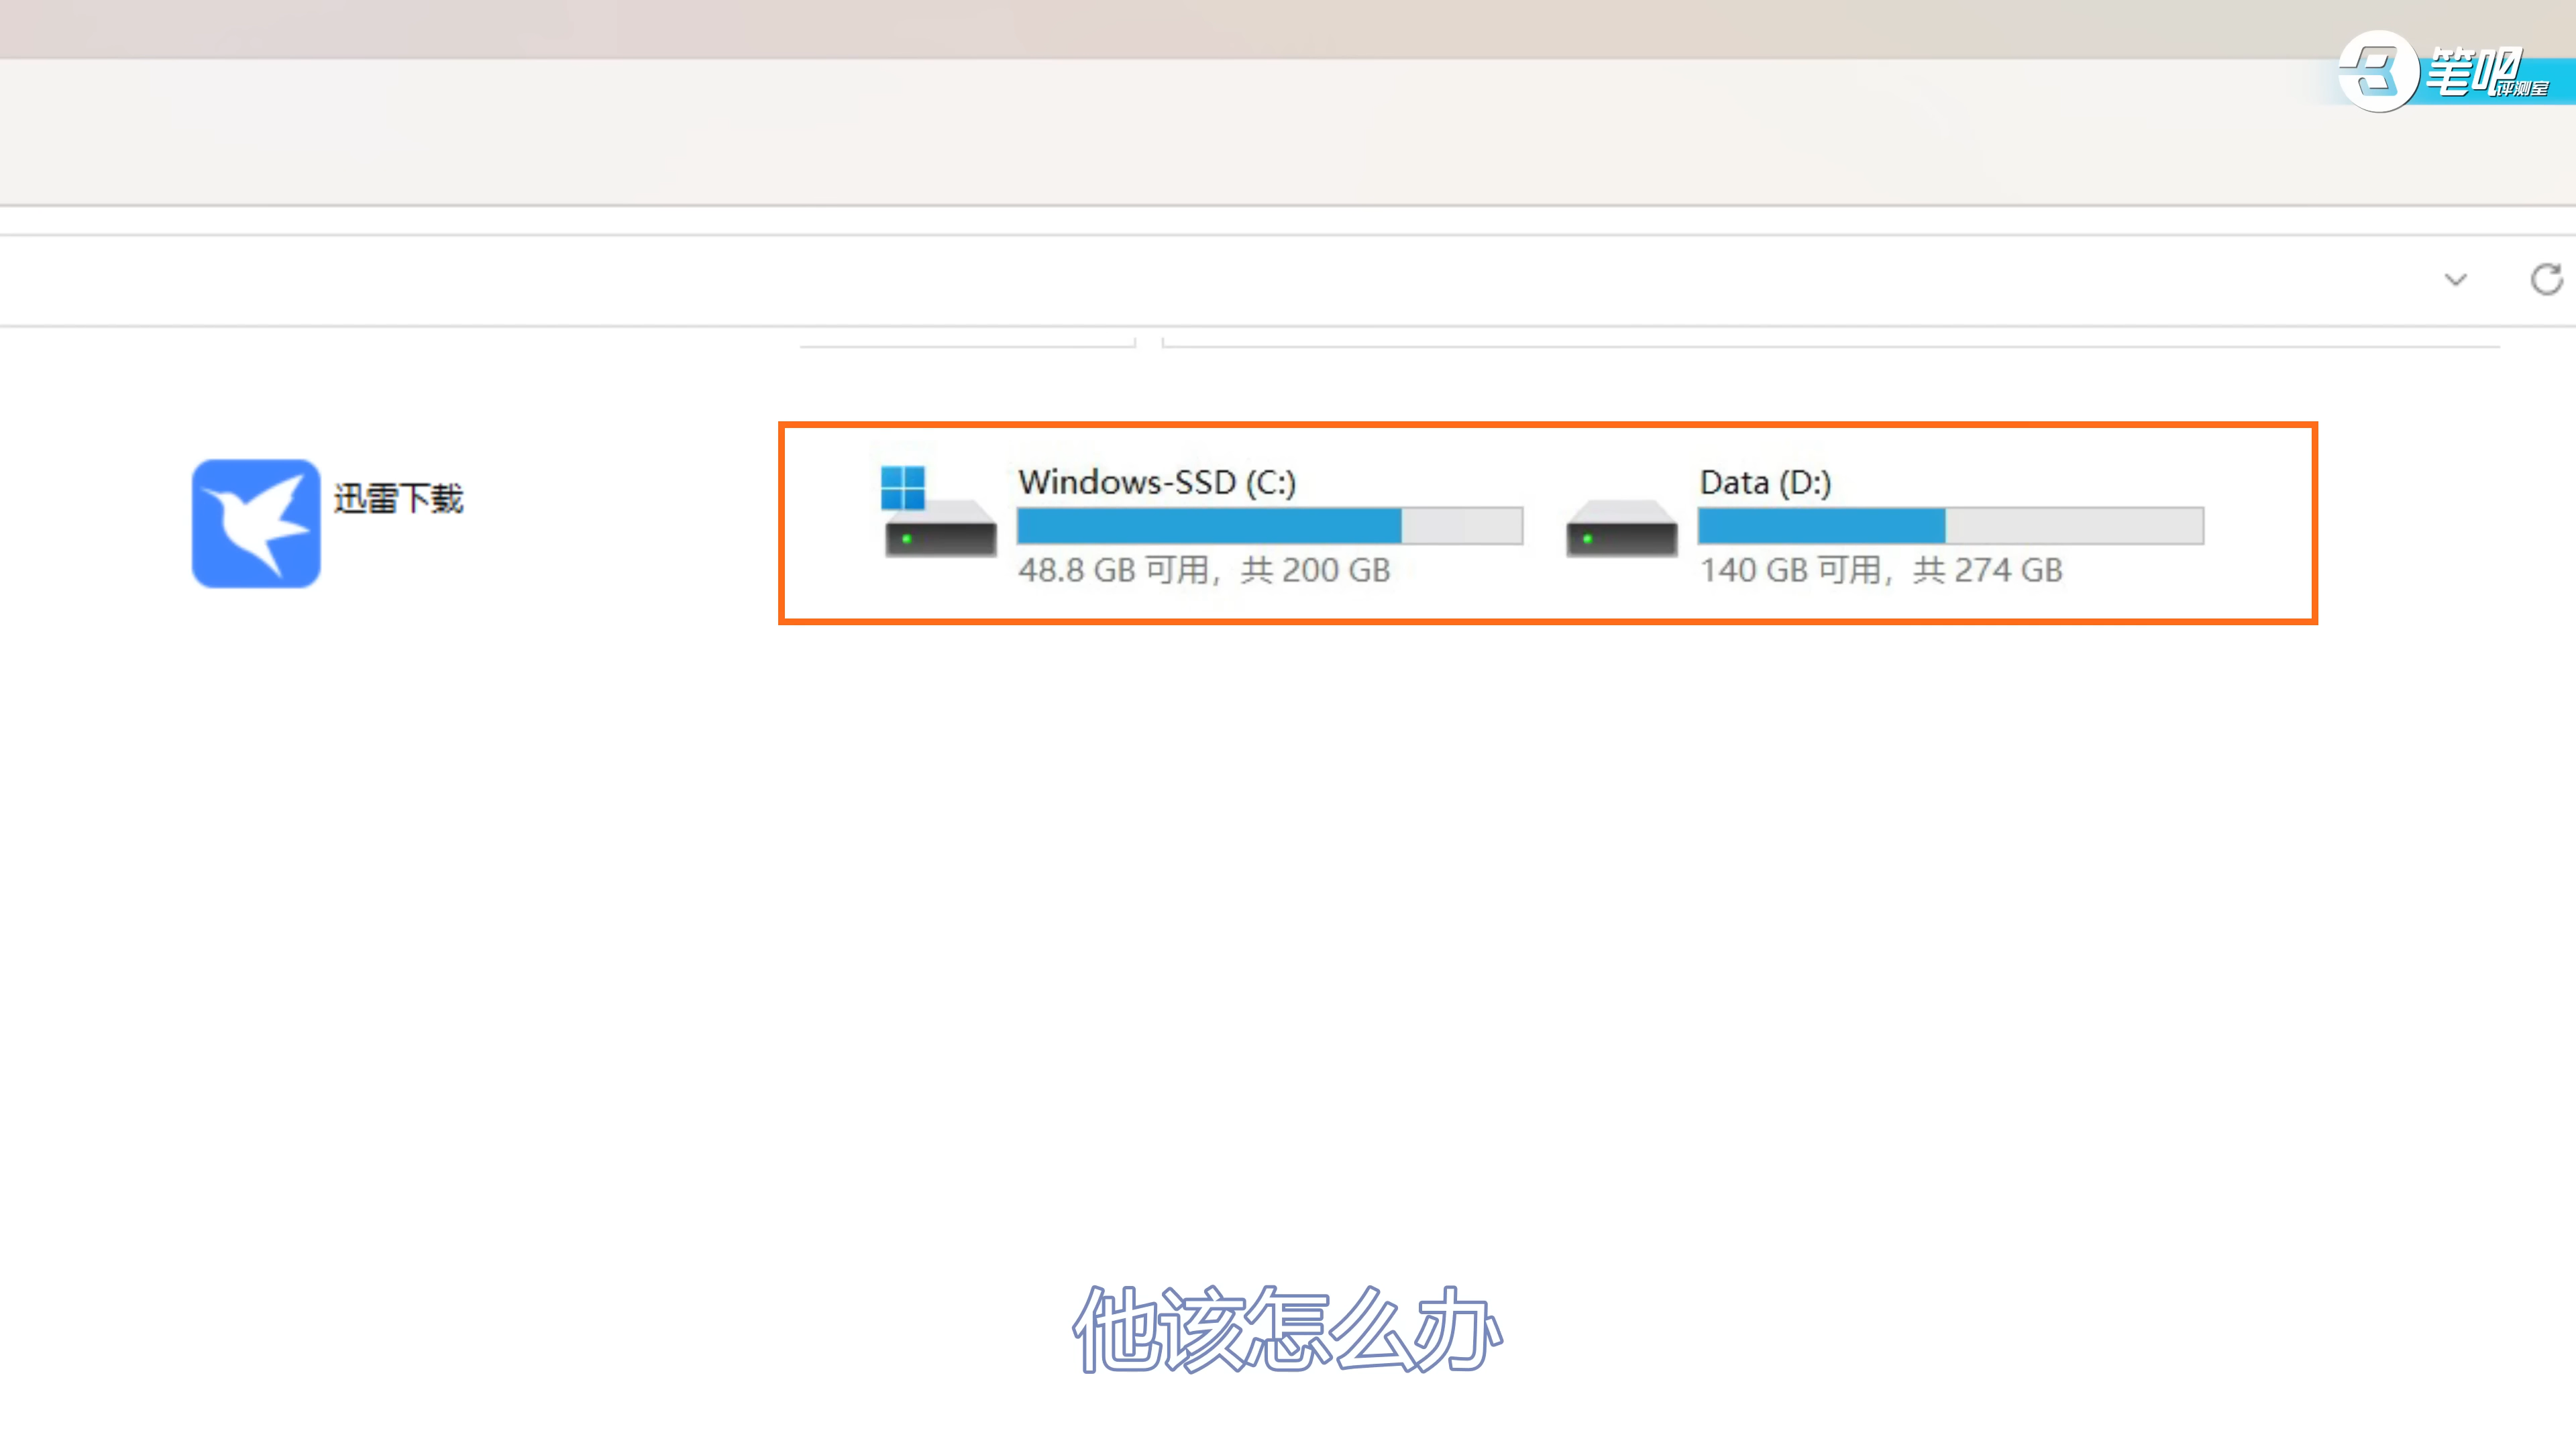 笔吧评测室
迅雷下载
Windows-SSD (C:)
48.8 GB 可用，共 200 GB
Data (D:)
140 GB 可用，共 274 GB
他该怎么办